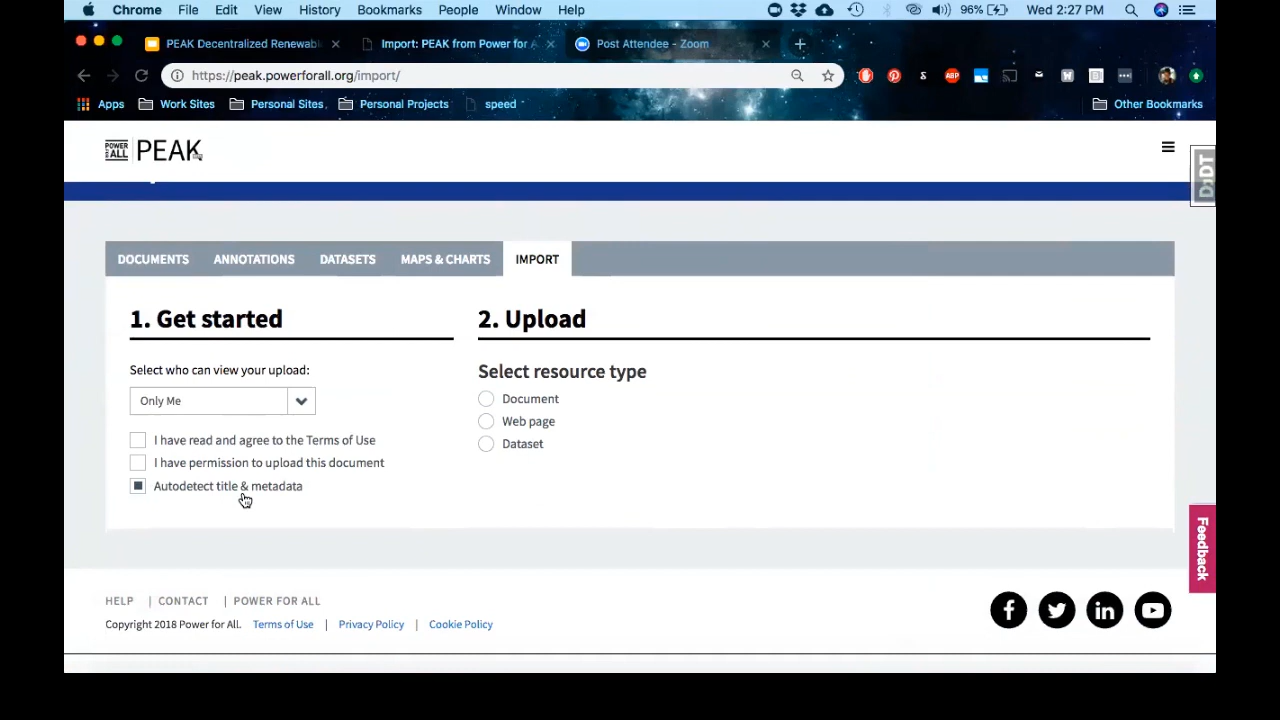 Chrome File Edit View History Bookmarks People Window Help 96% Wed 2:27 PM
PEAK Decentralized Renewab Import: PEAK from Power for A Post Attendee - Zoom
https://peak.powerforall.org/import/ ABP
Apps Work Sites Personal Sites Personal Projects speed Other Bookmarks
POWER FOR ALL PEAK
DjDT
DOCUMENTS ANNOTATIONS DATASETS MAPS & CHARTS IMPORT
1. Get started
Select who can view your upload:
Only Me
I have read and agree to the Terms of Use
I have permission to upload this document
Autodetect title & metadata
2. Upload
Select resource type
Document
Web page
Dataset
Feedback
HELP | CONTACT | POWER FOR ALL
Copyright 2018 Power for All. Terms of Use | Privacy Policy | Cookie Policy